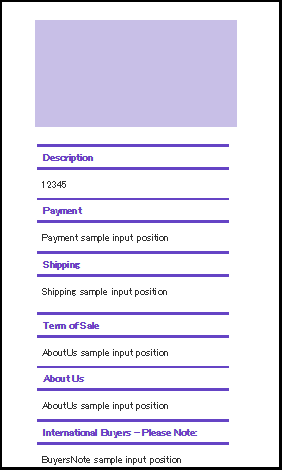 Description
12345
Payment
Payment sample input position
Shipping
Shipping sample input position
Term of Sale
AboutUs sample input position
About Us
AboutUs sample input position
International Buyers – Please Note:
BuyersNote sample input position